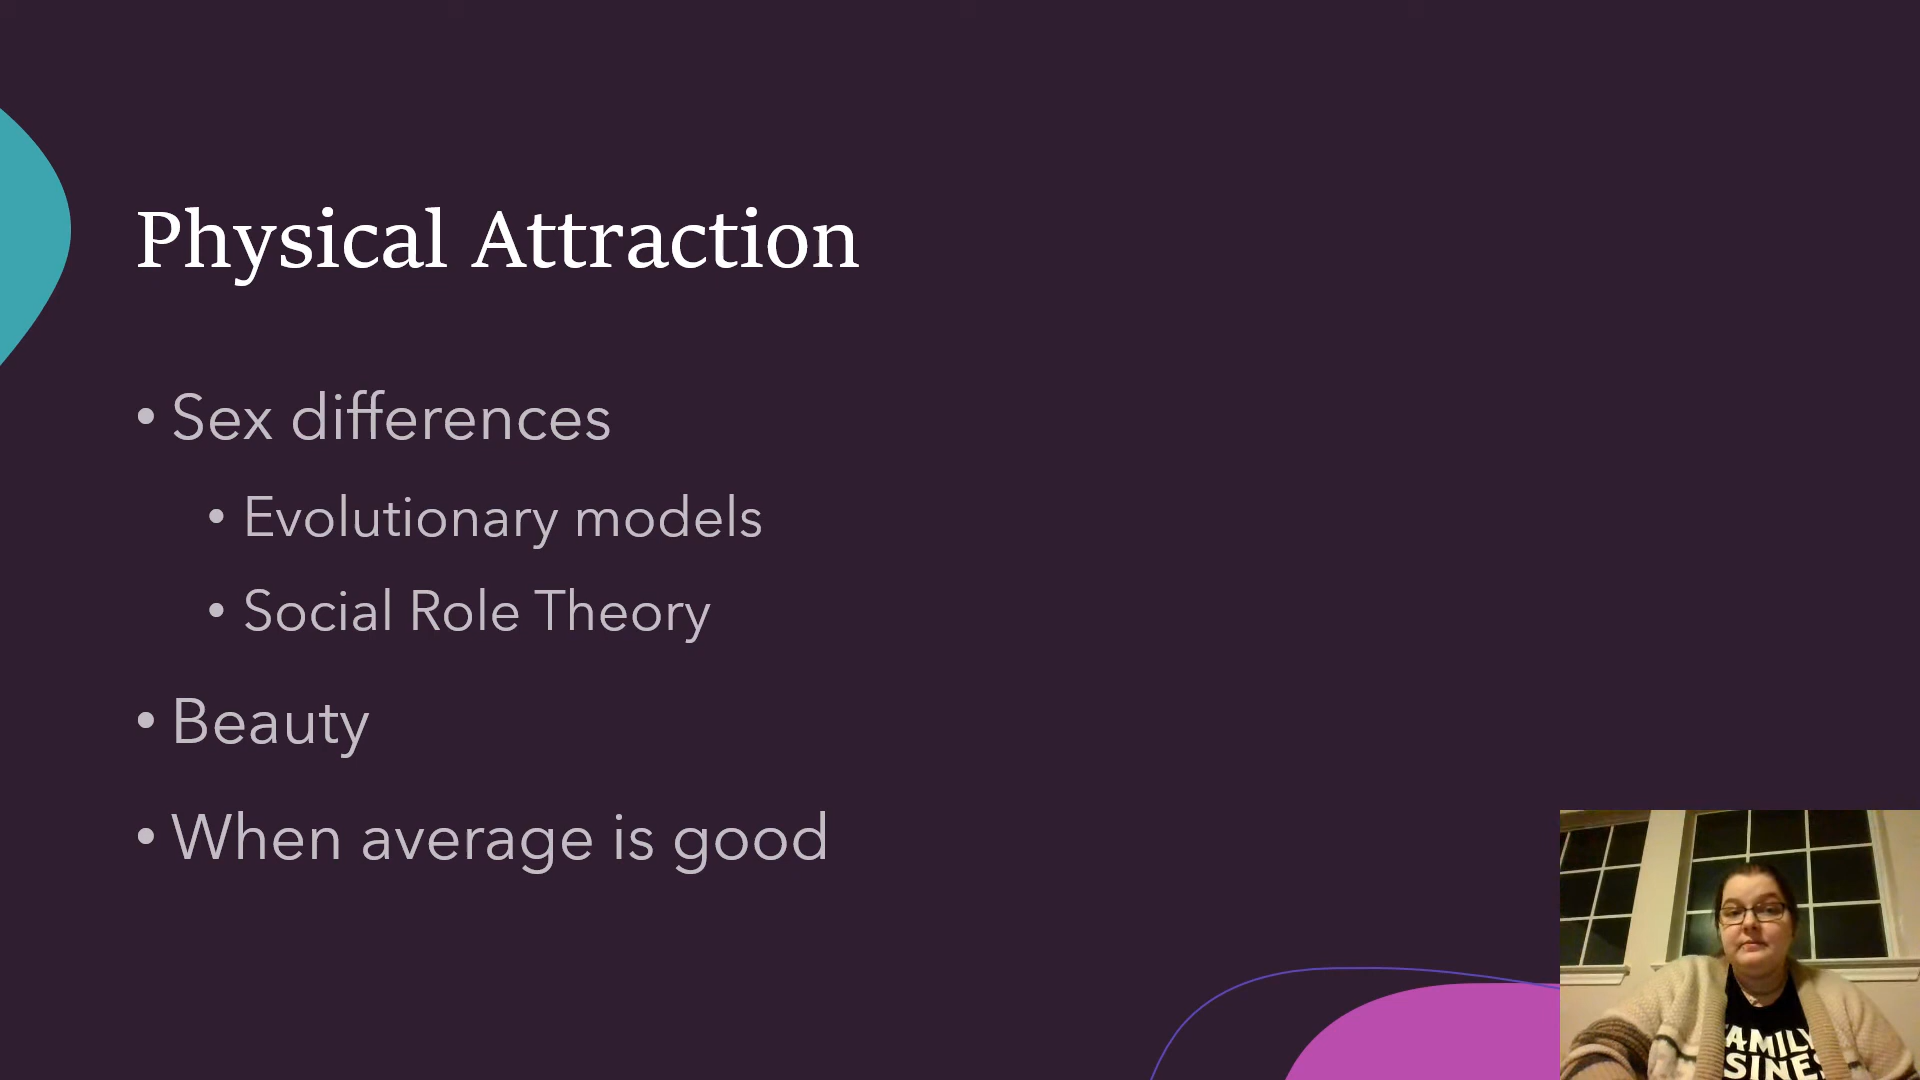 Physical Attraction
• Sex differences
• Evolutionary models
• Social Role Theory
• Beauty
• When average is good